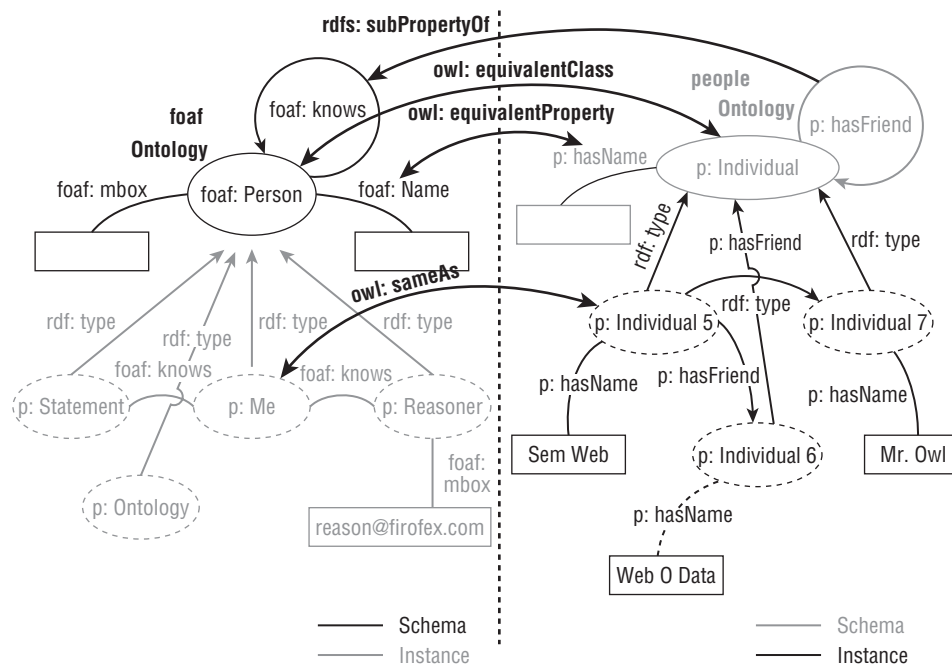 rdfs: subPropertyOf
owl: equivalentClass
people
Ontology
foaf: knows
foaf
Ontology
owl: equivalentProperty
p: hasFriend
p: hasName
p: Individual
foaf: mbox
foaf: Person
foaf: Name
rdf: type
p: hasFriend
rdf: type
owl: sameAs
rdf: type
rdf: type
rdf: type
rdf: type
rdf: type
p: Individual 5
p: Individual 7
foaf: knows
foaf: knows
p: hasName
p: hasFriend
p: hasName
p: Statement
p: Me
p: Reasoner
Sem Web
p: Individual 6
Mr. Owl
foaf:
mbox
p: Ontology
reason@firofex.com
p: hasName
Web O Data
Schema
Instance
Schema
Instance